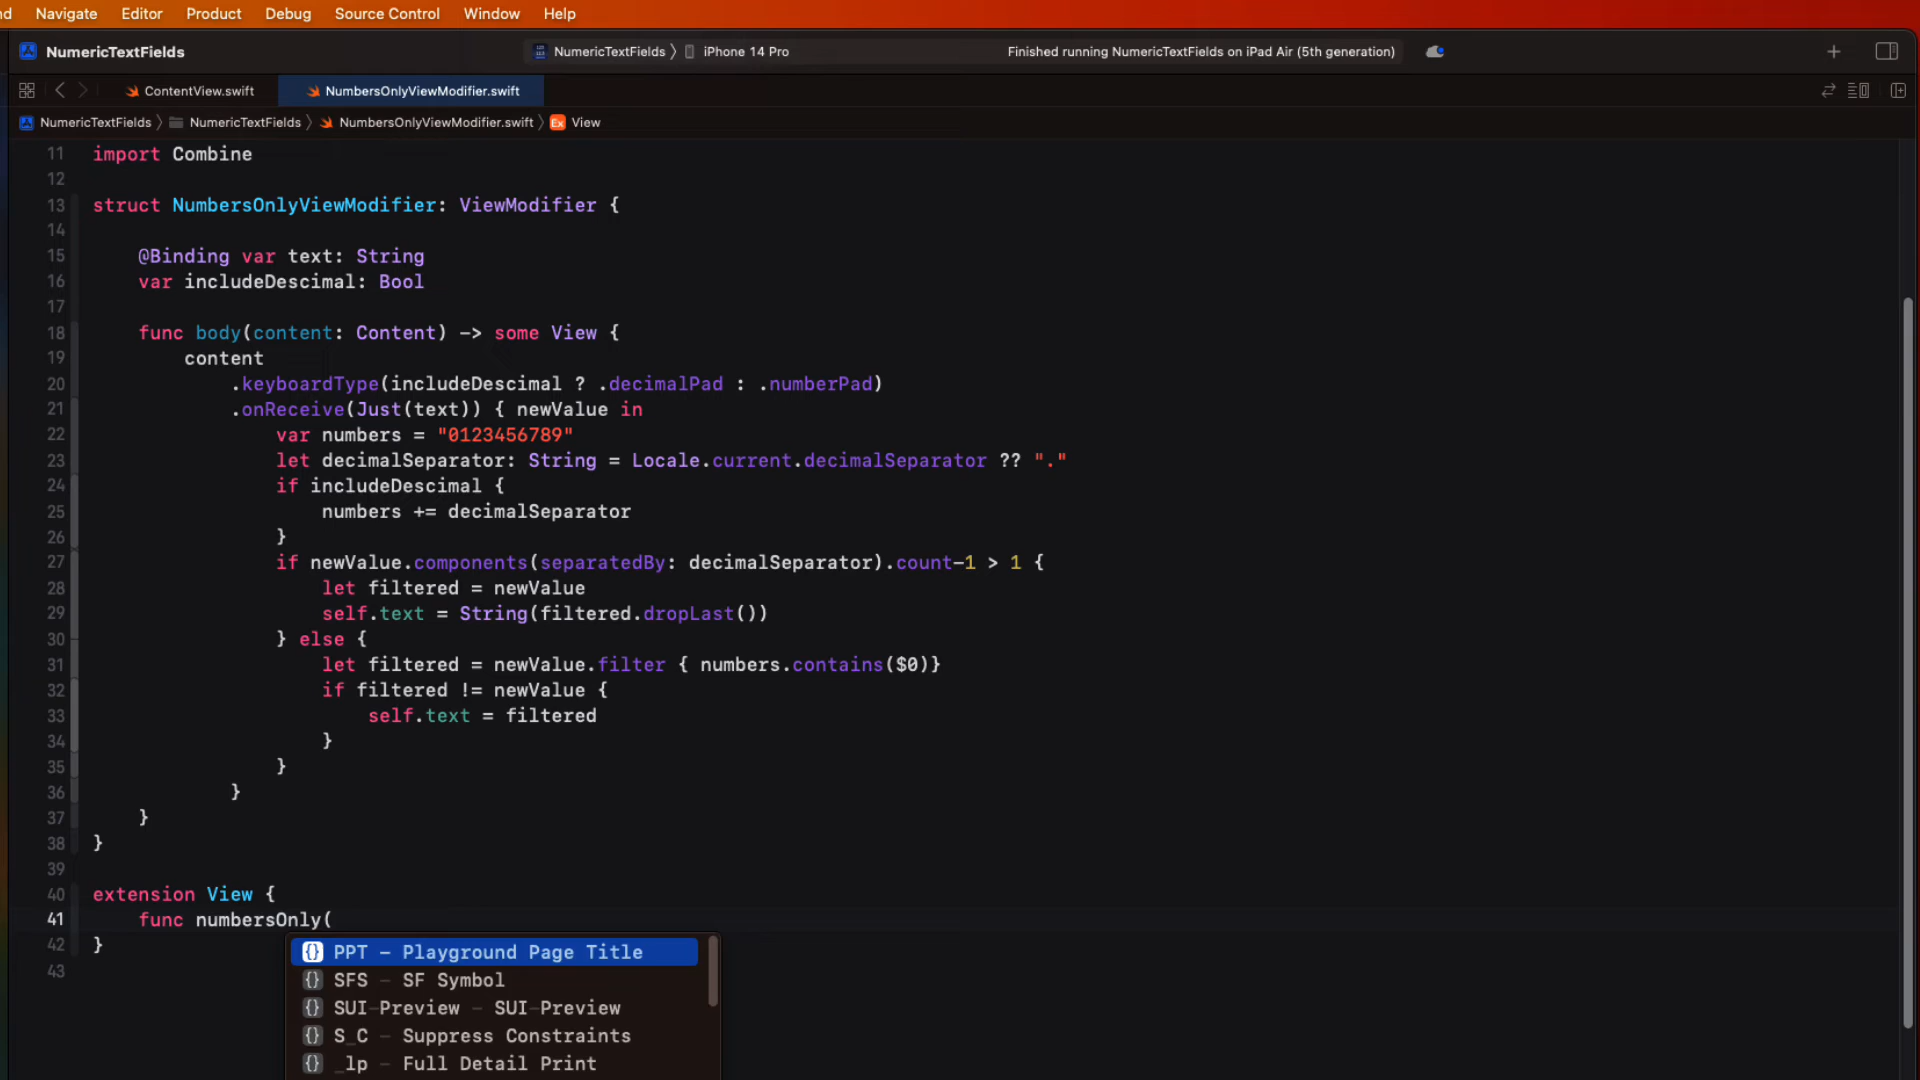 nd Navigate Editor Product Debug Source Control Window Help
NumericTextFields NumericTextFields 〉 iPhone 14 Pro Finished running NumericTextFields on iPad Air (5th generation)
ContentView.swift NumbersOnlyViewModifier.swift
NumericTextFields 〉 NumericTextFields 〉 NumbersOnlyViewModifier.swift 〉 Ex View
11 import Combine
12
13 struct NumbersOnlyViewModifier: ViewModifier {
14
15 @Binding var text: String
16 var includeDescimal: Bool
17
18 func body(content: Content) -> some View {
19 content
20 .keyboardType(includeDescimal ? .decimalPad : .numberPad)
21 .onReceive(Just(text)) { newValue in
22 var numbers = "0123456789"
23 let decimalSeparator: String = Locale.current.decimalSeparator ?? "."
24 if includeDescimal {
25 numbers += decimalSeparator
26 }
27 if newValue.components(separatedBy: decimalSeparator).count-1 > 1 {
28 let filtered = newValue
29 self.text = String(filtered.dropLast())
30 } else {
31 let filtered = newValue.filter { numbers.contains($0)}
32 if filtered != newValue {
33 self.text = filtered
34 }
35 }
36 }
37 }
38 }
39
40 extension View {
41 func numbersOnly(
42 }
{} PPT - Playground Page Title
43
{} SFS - SF Symbol
{} SUI-Preview - SUI-Preview
{} S_C - Suppress Constraints
{} _lp - Full Detail Print